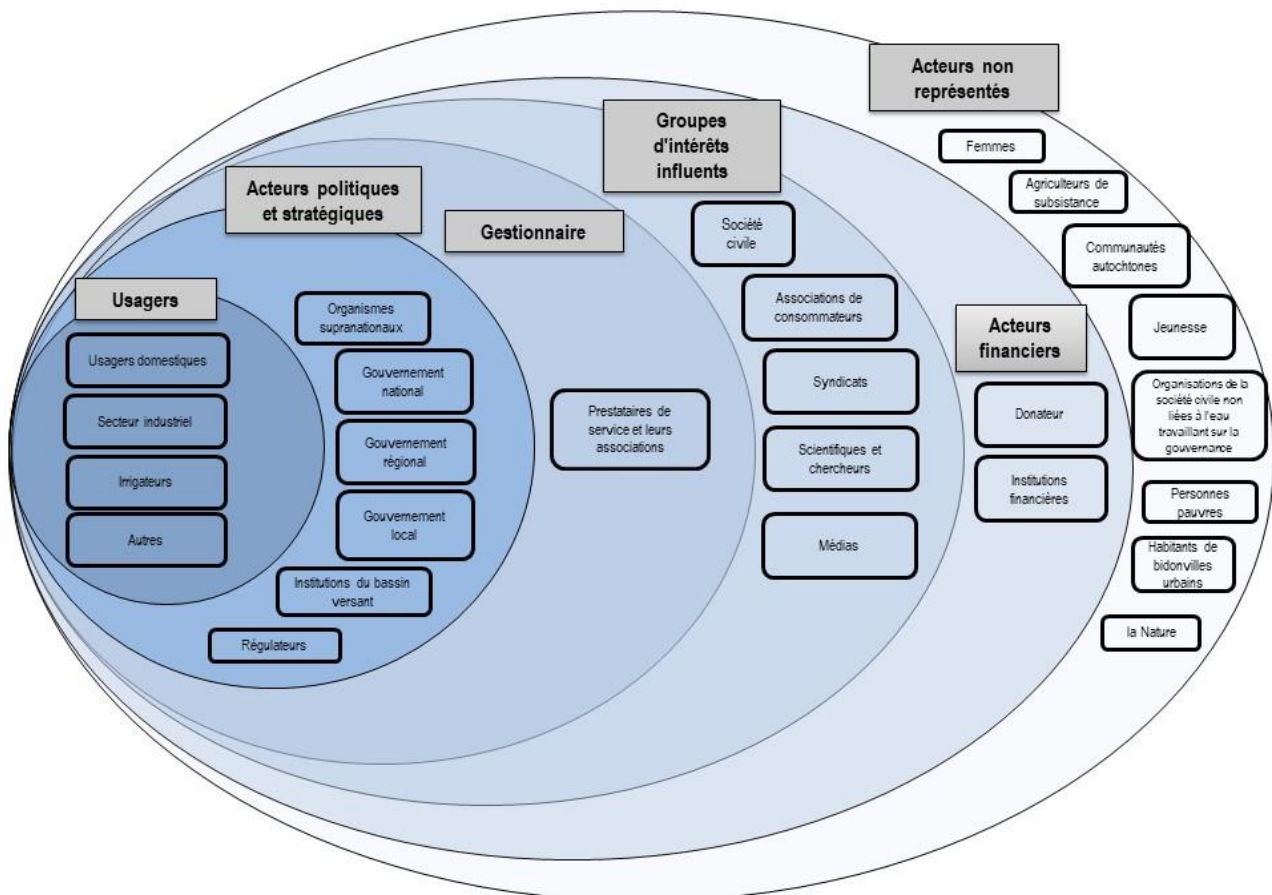 Acteurs non
représentés
Femmes
Agriculteurs de
subsistance
Communautés
autochtones
Jeunesse
Organisations de la
société civile non
liées à l'eau
travaillant sur la
gouvernance
Personnes
pauvres
Habitants de
bidonvilles
urbains
la Nature
Groupes
d'intérêts
influents
Société
civile
Associations de
consommateurs
Syndicats
Scientifiques et
chercheurs
Médias
Acteurs
financiers
Donateur
Institutions
financières
Gestionnaire
Prestataires de
service et leurs
associations
Acteurs politiques
et stratégiques
Organismes
supranationaux
Gouvernement
national
Gouvernement
régional
Gouvernement
local
Institutions du bassin
versant
Régulateurs
Usagers
Usagers domestiques
Secteur industriel
Irrigateurs
Autres